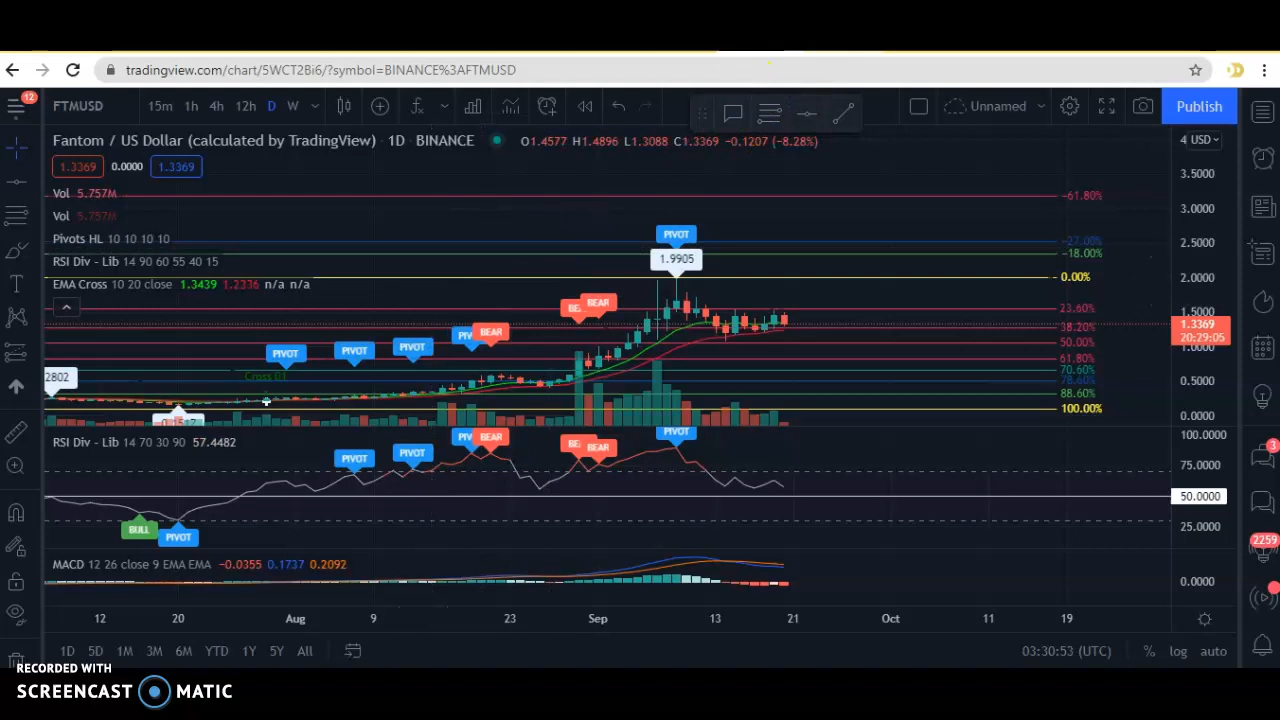 tradingview.com/chart/5WCT2Bi6/?symbol=BINANCE%3AFTMUSD
12 FTMUSD 15m 1h 4h 12h D W Unnamed Publish
Fantom / US Dollar (calculated by TradingView) • 1D • BINANCE O1.4577 H1.4896 L1.3088 C1.3369 -0.1207 (-8.28%) 4 USD
1.3369 0.0000 1.3369
Vol 5.757M
Vol 5.757M
Pivots HL 10 10 10 10
RSI Div - Lib 14 90 60 55 40 15
EMA Cross 10 20 close 1.3439 1.2336 n/a n/a
3.5000
-61.80%
3.0000
PIVOT
-27.00% 2.5000
-18.00%
1.9905
0.00% 2.0000
BEAR
23.60% 1.5000
1.3369
38.20%
20:29:05
PIV BEAR
50.00% 1.0000
PIVOT PIVOT PIVOT
61.80%
70.60%
Cross 01
78.60% 0.5000
2802
88.60%
100.00% 0.0000
RSI Div - Lib 14 70 30 90 57.4482
100.0000
PIV BEAR BEAR PIVOT
PIVOT PIVOT
75.0000
50.0000
25.0000
BULL PIVOT
3
2259
MACD 12 26 close 9 EMA EMA -0.0355 0.1737 0.2092
0.0000
12 20 Aug 9 23 Sep 13 21 Oct 11 19
1D 5D 1M 3M 6M YTD 1Y 5Y All 03:30:53 (UTC) % log auto
RECORDED WITH
SCREENCAST MATIC